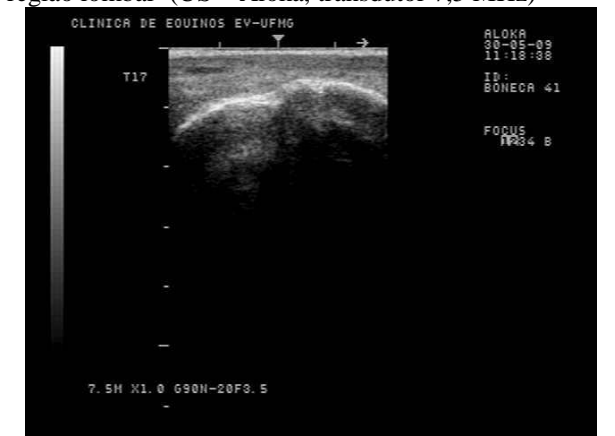 região lombar (US – Aloka, transdutor 7,5 MHz)
CLINICA DE EQUINOS EV-UFMG
ALOKA
30-05-09
11:18:38
T17
ID:
BONECA 41
FOCUS
34 B
7.5M X1.0 G90N-20F3.5